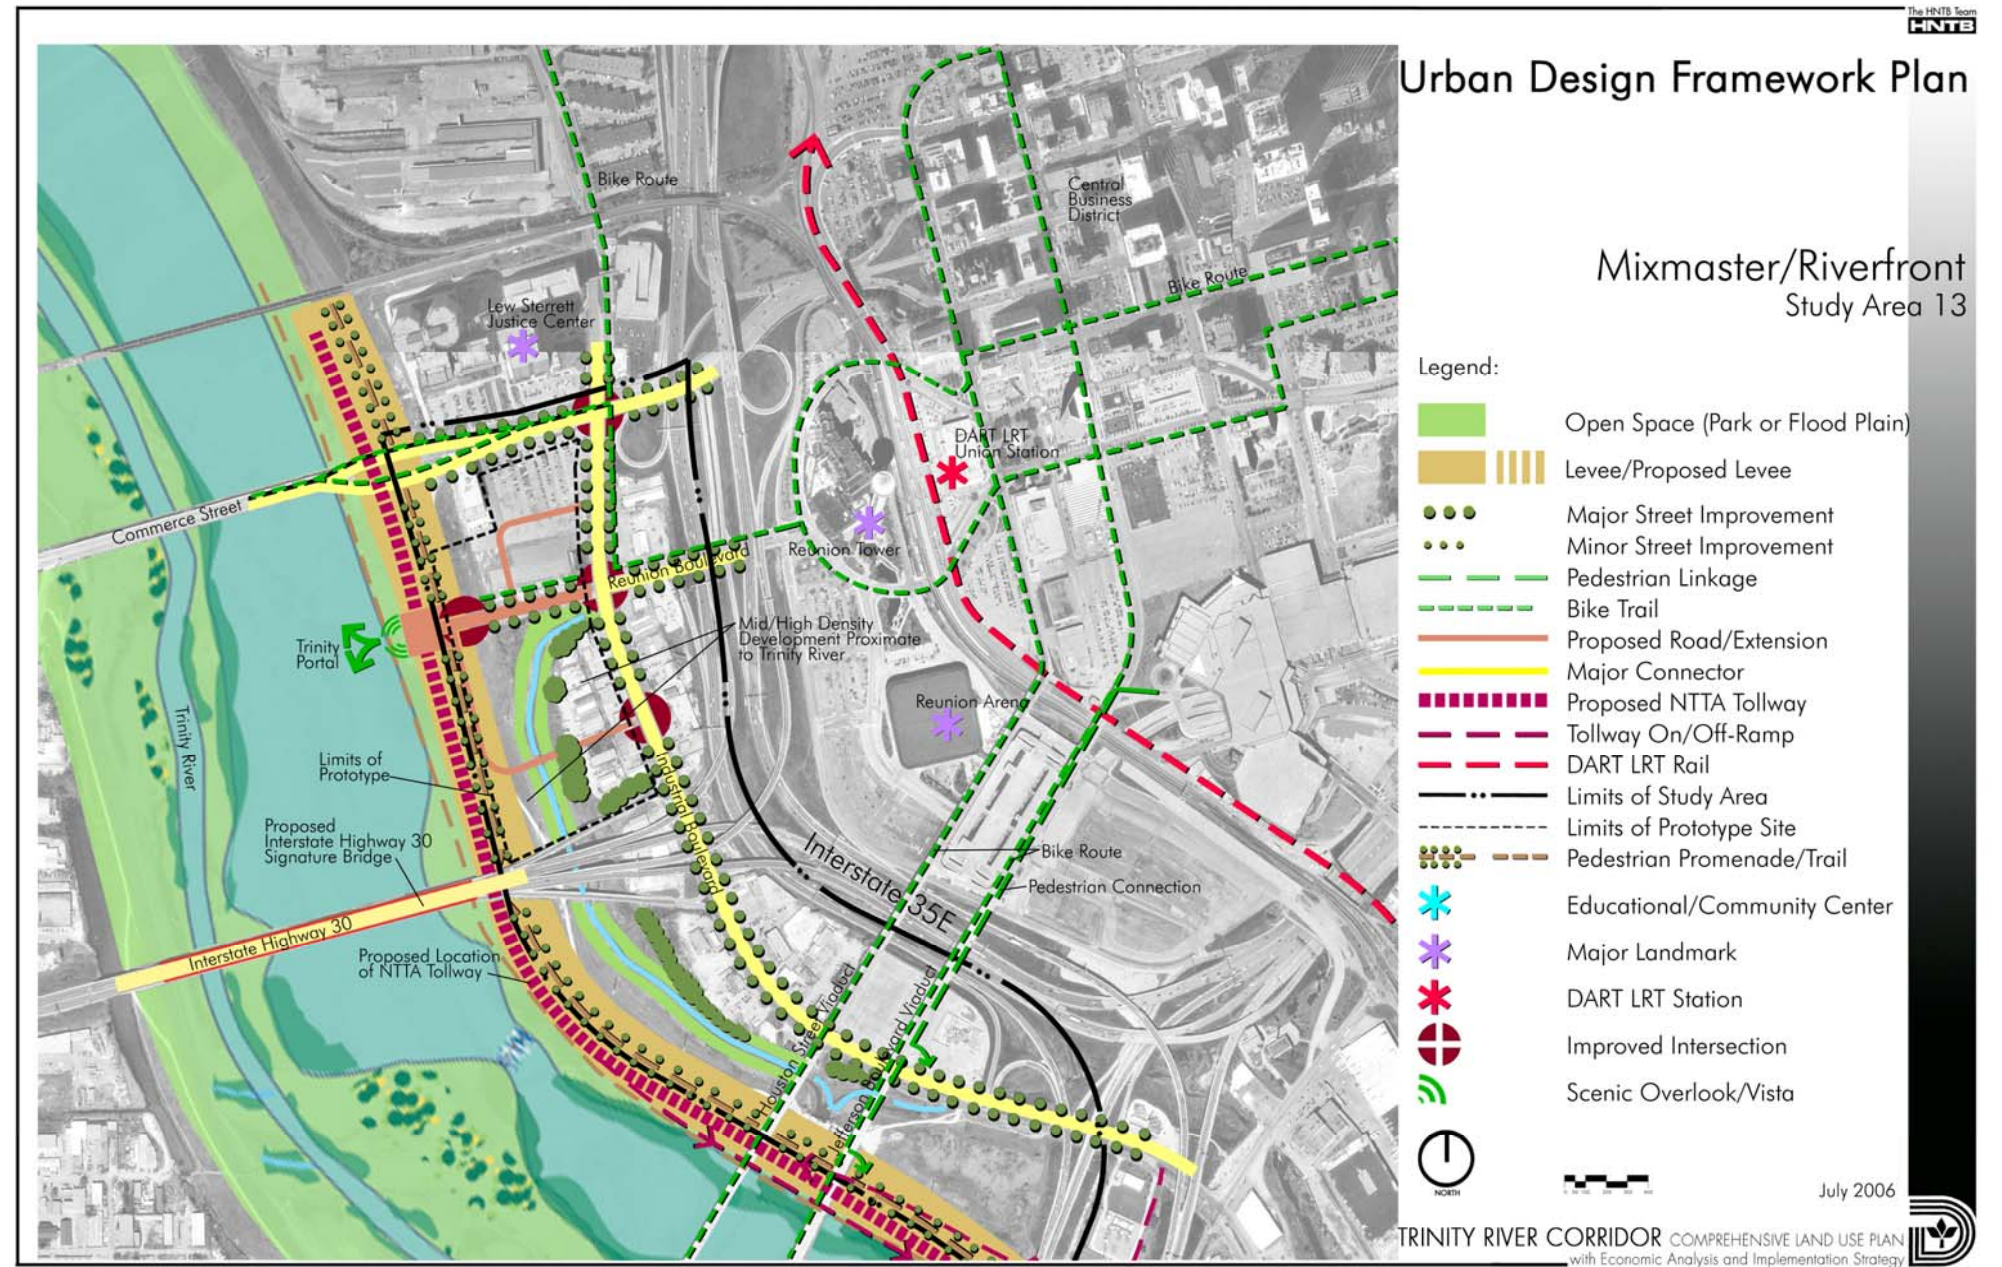 The HNTB Team
HNTB
Urban Design Framework Plan
Mixmaster/Riverfront
Study Area 13
Legend:
Open Space (Park or Flood Plain)
Levee/Proposed Levee
Major Street Improvement
Minor Street Improvement
Pedestrian Linkage
Bike Trail
Proposed Road/Extension
Major Connector
Proposed NTTA Tollway
Tollway On/Off-Ramp
DART LRT Rail
Limits of Study Area
Limits of Prototype Site
Pedestrian Promenade/Trail
Educational/Community Center
Major Landmark
DART LRT Station
Improved Intersection
Scenic Overlook/Vista
NORTH
July 2006
TRINITY RIVER CORRIDOR COMPREHENSIVE LAND USE PLAN
with Economic Analysis and Implementation Strategy
Bike Route
Central
Business
District
Bike Route
Lew Sterrett
Justice Center
DART LRT
Union Station
Commerce Street
Reunion Tower
Reunion Boulevard
Mid/High Density
Development Proximate
to Trinity River
Trinity
Portal
Reunion Arena
Trinity River
Limits of
Prototype
Industrial Boulevard
Proposed
Interstate Highway 30
Signature Bridge
Interstate 35E
Bike Route
Pedestrian Connection
Interstate Highway 30
Proposed Location
of NTTA Tollway
Houston Street Viaduct
Jefferson Boulevard Viaduct